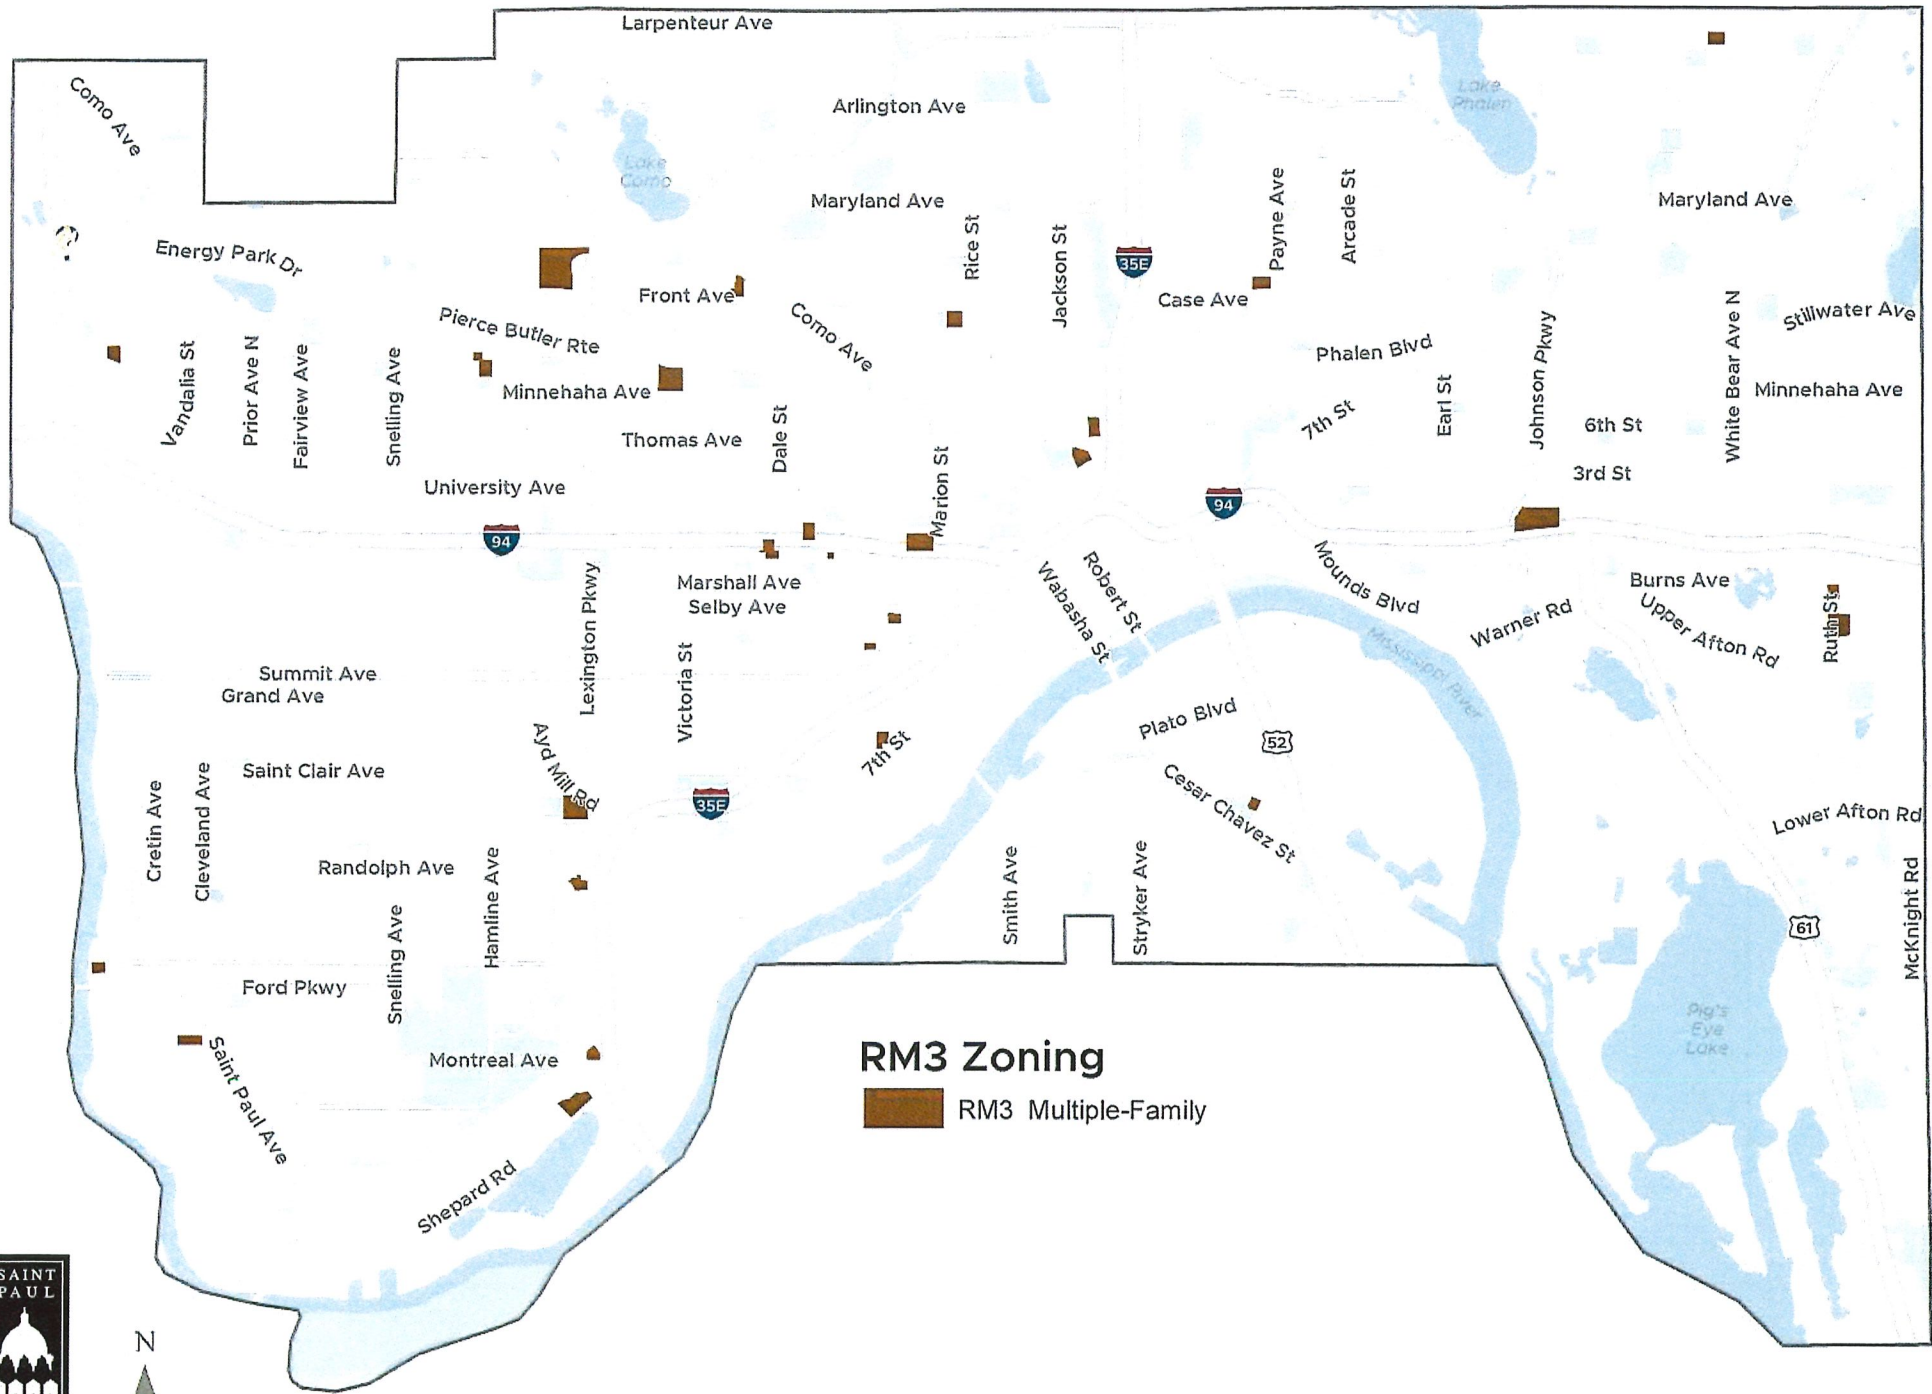 Larpenteur Ave
Como Ave
Lake
Phalen
Arlington Ave
Lake
Como
Maryland Ave
Maryland Ave
Rice St
Jackson St
35E
Payne Ave
Arcade St
Energy Park Dr
Front Ave
Case Ave
Pierce Butler Rte
Como Ave
Stillwater Ave
Phalen Blvd
Vandalia St
Prior Ave N
Fairview Ave
Snelling Ave
Minnehaha Ave
Earl St
Johnson Pkwy
White Bear Ave N
Minnehaha Ave
7th St
6th St
Thomas Ave
Dale St
3rd St
University Ave
Marion St
94
94
Marshall Ave
Selby Ave
Lexington Pkwy
Victoria St
Robert St
Wabasha St
Mounds Blvd
Mississippi River
Warner Rd
Burns Ave
Upper Afton Rd
Ruth St
Summit Ave
Grand Ave
Ayd Mill Rd
7th St
Plato Blvd
52
Saint Clair Ave
35E
Cesar Chavez St
Lower Afton Rd
Cretin Ave
Cleveland Ave
Randolph Ave
Hamline Ave
Smith Ave
Stryker Ave
61
McKnight Rd
Snelling Ave
Ford Pkwy
Pig's
Eye
Lake
Saint Paul Ave
Montreal Ave
RM3 Zoning
RM3 Multiple-Family
Shepard Rd
SAINT
PAUL
N